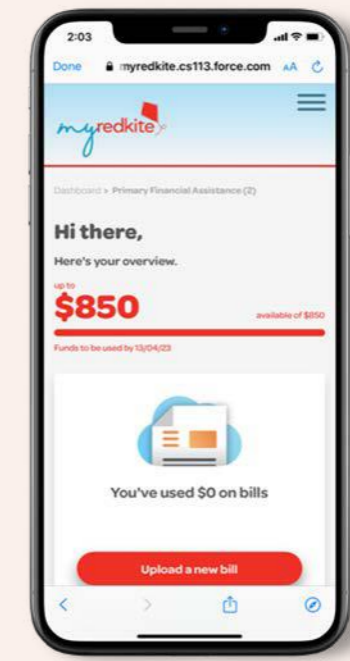 2:03
Done myredkite.cs113.force.com AA
myredkite
Dashboard > Primary Financial Assistance (2)
Hi there,
Here's your overview.
up to
$850 available of $850
Funds to be used by 13/04/23
You've used $0 on bills
Upload a new bill